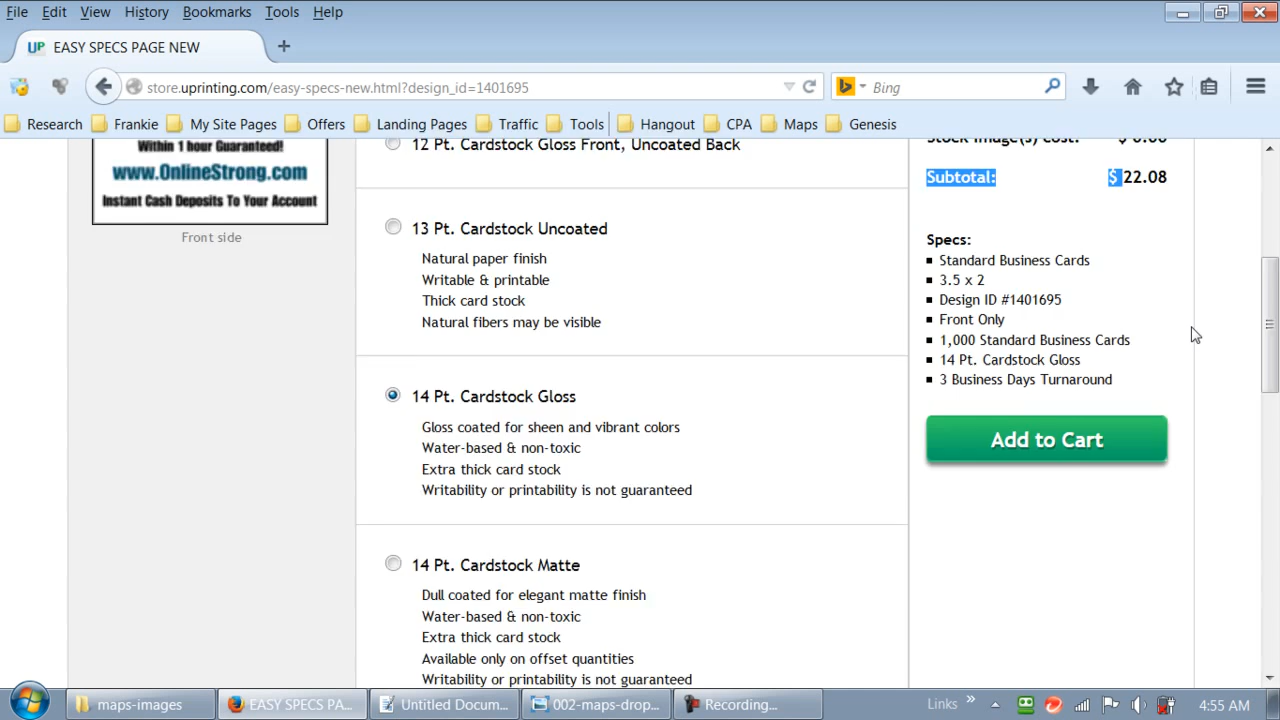 File Edit View History Bookmarks Tools Help
UP EASY SPECS PAGE NEW
store.uprinting.com/easy-specs-new.html?design_id=1401695
Bing
Research Frankie My Site Pages Offers Landing Pages Traffic Tools Hangout CPA Maps Genesis
Within 1 hour Guaranteed!
www.OnlineStrong.com
Instant Cash Deposits To Your Account
Front side
12 Pt. Cardstock Gloss Front, Uncoated Back
13 Pt. Cardstock Uncoated
Natural paper finish
Writable & printable
Thick card stock
Natural fibers may be visible
14 Pt. Cardstock Gloss
Gloss coated for sheen and vibrant colors
Water-based & non-toxic
Extra thick card stock
Writability or printability is not guaranteed
14 Pt. Cardstock Matte
Dull coated for elegant matte finish
Water-based & non-toxic
Extra thick card stock
Available only on offset quantities
Writability or printability is not guaranteed
Stock Image(s) Cost: $ 0.00
Subtotal: $ 22.08
Specs:
Standard Business Cards
3.5 x 2
Design ID #1401695
Front Only
1,000 Standard Business Cards
14 Pt. Cardstock Gloss
3 Business Days Turnaround
Add to Cart
maps-images EASY SPECS PA... Untitled Docum... 002-maps-drop... Recording... Links » 4:55 AM